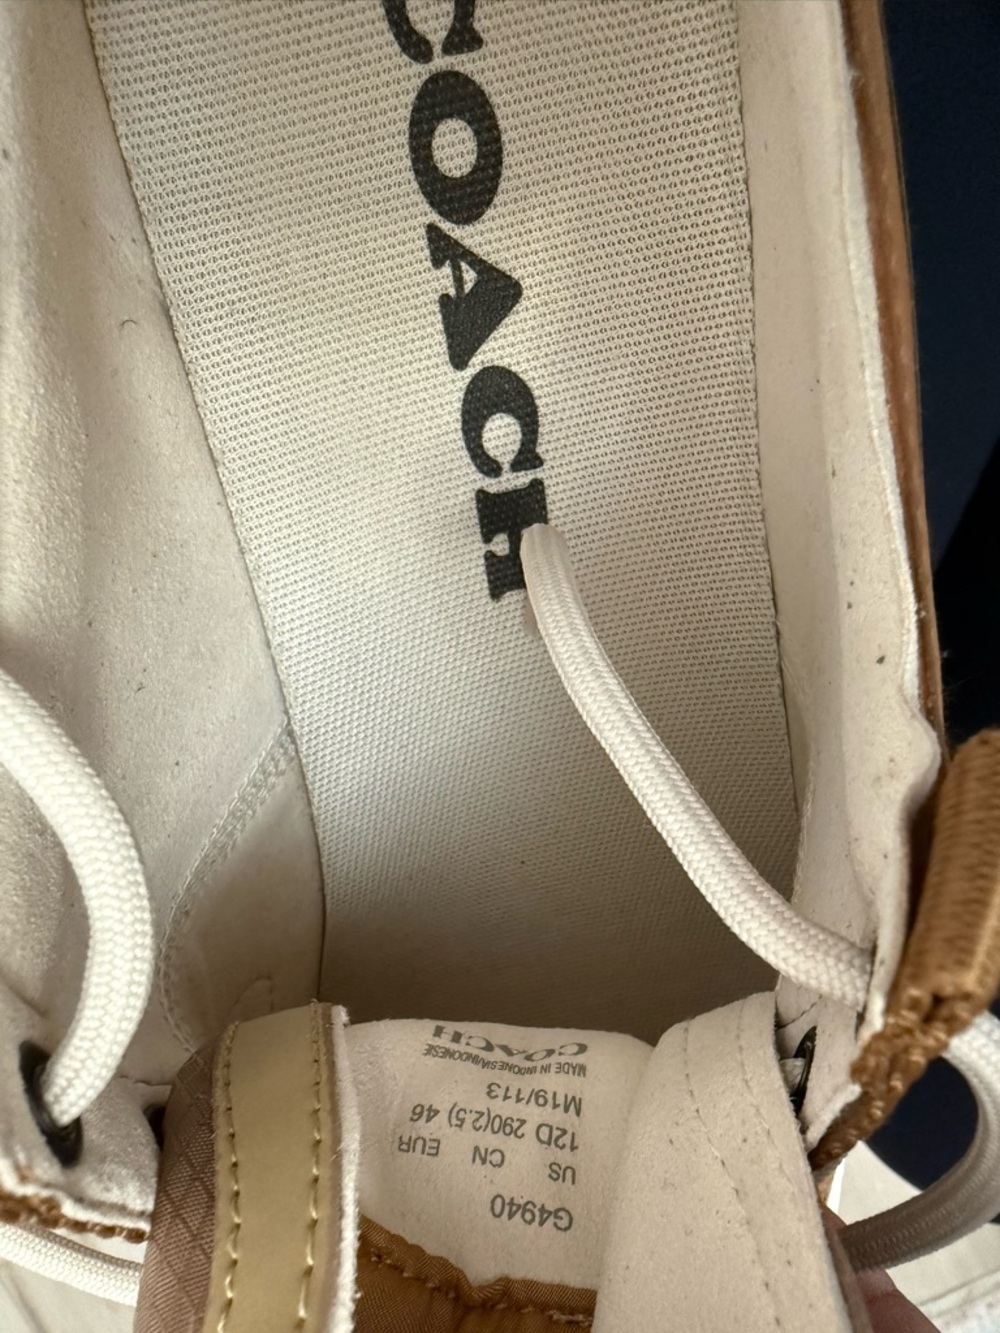 COACH
G4940
US CN EUR
12D 290(2.5) 46
M19/113
MADE IN INDONESIA/INDONESE
COACH